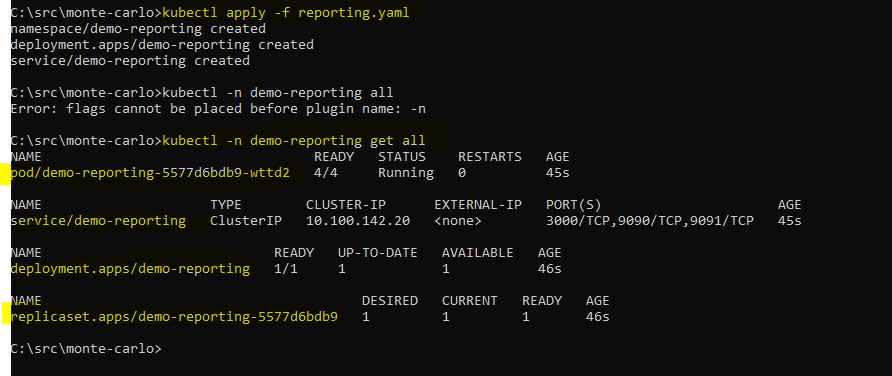 C:\src\monte-carlo>kubectl apply -f reporting.yaml
namespace/demo-reporting created
deployment.apps/demo-reporting created
service/demo-reporting created
C:\src\monte-carlo>kubectl -n demo-reporting all
Error: flags cannot be placed before plugin name: -n
C:\src\monte-carlo>kubectl -n demo-reporting get all
NAME READY STATUS RESTARTS AGE
pod/demo-reporting-5577d6bdb9-wttd2 4/4 Running 0 45s
NAME TYPE CLUSTER-IP EXTERNAL-IP PORT(S) AGE
service/demo-reporting ClusterIP 10.100.142.20 <none> 3000/TCP,9090/TCP,9091/TCP 45s
NAME READY UP-TO-DATE AVAILABLE AGE
deployment.apps/demo-reporting 1/1 1 1 46s
NAME DESIRED CURRENT READY AGE
replicaset.apps/demo-reporting-5577d6bdb9 1 1 1 46s
C:\src\monte-carlo>